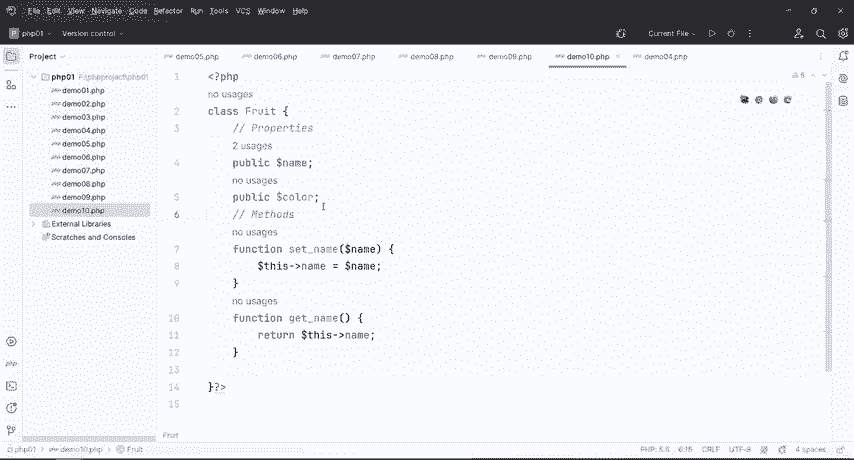 File Edit View Navigate Code Refactor Run Tools VCS Window Help
P php01 Version control Current File
Project
php01 F:\phpproject\php01
demo01.php
demo02.php
demo03.php
demo04.php
demo05.php
demo06.php
demo07.php
demo08.php
demo09.php
demo10.php
External Libraries
Scratches and Consoles
php
demo05.php demo06.php demo07.php demo08.php demo09.php demo10.php demo04.php
5
1 <?php
no usages
2 class Fruit {
3 // Properties
2 usages
4 public $name;
no usages
5 public $color;
6 // Methods
no usages
7 function set_name($name) {
8 $this->name = $name;
9 }
no usages
10 function get_name() {
11 return $this->name;
12 }
13
14 }?>
15
Fruit
php01 > demo10.php > Fruit PHP: 5.6 6:15 CRLF UTF-8 4 spaces